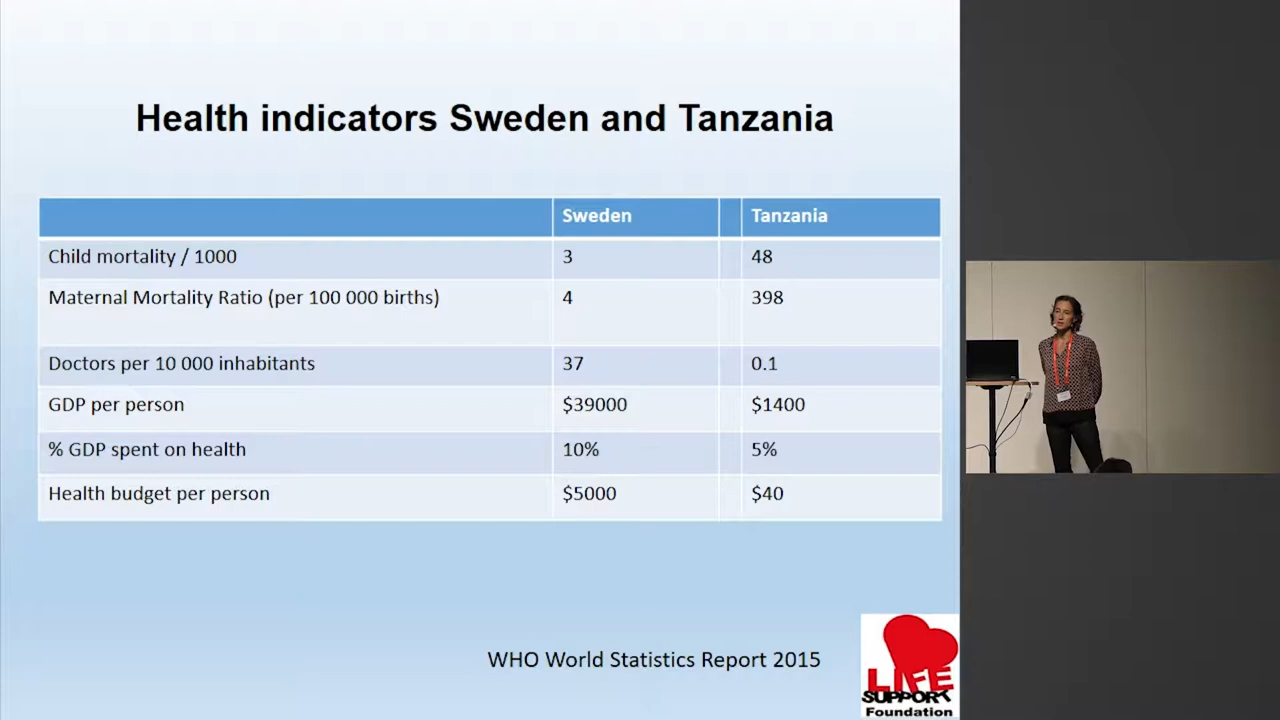 Health indicators Sweden and Tanzania
Sweden Tanzania
Child mortality / 1000 3 48
Maternal Mortality Ratio (per 100 000 births) 4 398
Doctors per 10 000 inhabitants 37 0.1
GDP per person $39000 $1400
% GDP spent on health 10% 5%
Health budget per person $5000 $40
WHO World Statistics Report 2015
LIFE
SUPPORT
Foundation